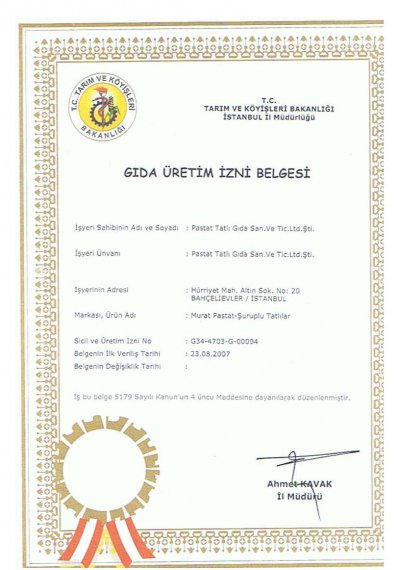 T.C. TARIM VE KÖYİŞLERİ
BAKANLIĞI
T.C.
TARIM VE KÖYİŞLERİ BAKANLIĞI
İSTANBUL İl Müdürlüğü
GIDA ÜRETİM İZNİ BELGESİ
İşyeri Sahibinin Adı ve Soyadı : Pastat Tatlı Gıda San.Ve Tic.Ltd.Şti.
İşyeri Ünvanı : Pastat Tatlı Gıda San.Ve Tic.Ltd.Şti.
İşyerinin Adresi : Hürriyet Mah. Altın Sok. No: 20
BAHÇELİEVLER / İSTANBUL
Markası, Ürün Adı : Murat Pastat-Şuruplu Tatlılar
Sicil ve Üretim İzni No : G34-4703-G-00004
Belgenin İlk Veriliş Tarihi : 23.08.2007
Belgenin Değişiklik Tarihi :
İş bu belge 5179 Sayılı Kanun'un 4 üncü Maddesine dayanılarak düzenlenmiştir.
Ahmet KAVAK
İl Müdürü